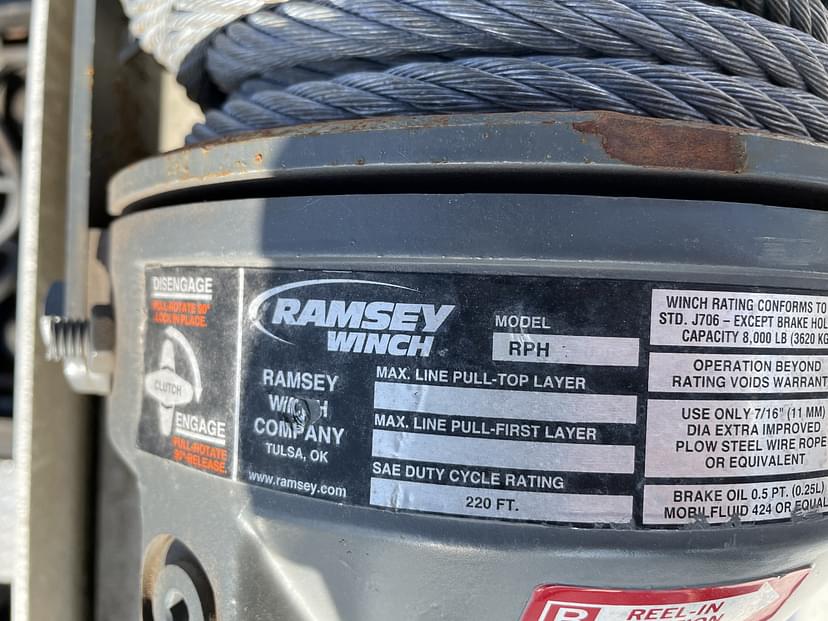 DISENGAGE
PULL-ROTATE 90°
LOCK IN PLACE.
CLUTCH
ENGAGE
PULL-ROTATE
90°-RELEASE.
RAMSEY
WINCH
RAMSEY
WINCH
COMPANY
TULSA, OK
www.ramsey.com
MODEL
RPH
MAX. LINE PULL-TOP LAYER
MAX. LINE PULL-FIRST LAYER
SAE DUTY CYCLE RATING
220 FT.
WINCH RATING CONFORMS TO
STD. J706 – EXCEPT BRAKE HOL
CAPACITY 8,000 LB (3620 KG
OPERATION BEYOND
RATING VOIDS WARRANT
USE ONLY 7/16" (11 MM)
DIA EXTRA IMPROVED
PLOW STEEL WIRE ROPE
OR EQUIVALENT
BRAKE OIL 0.5 PT. (0.25L)
MOBILFLUID 424 OR EQUAL
R
REEL-IN